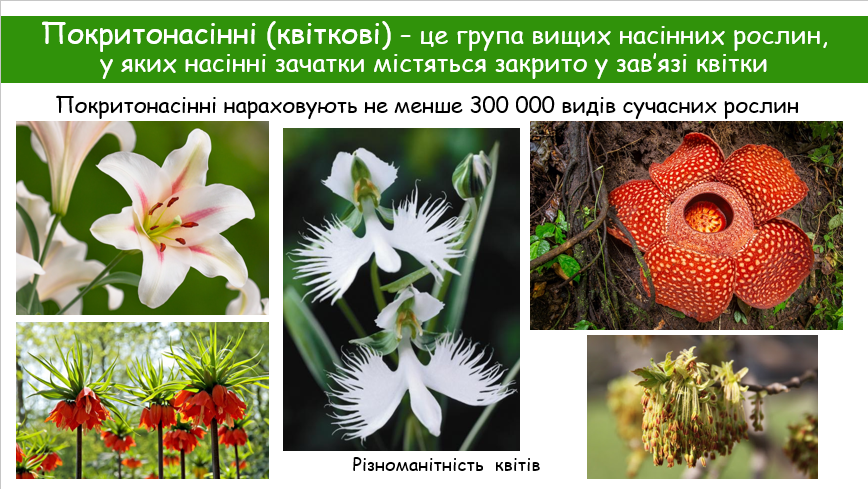 Покритонасінні (квіткові) – це група вищих насінних рослин,
у яких насінні зачатки містяться закрито у зав’язі квітки
Покритонасінні нараховують не менше 300 000 видів сучасних рослин
Різноманітність квітів